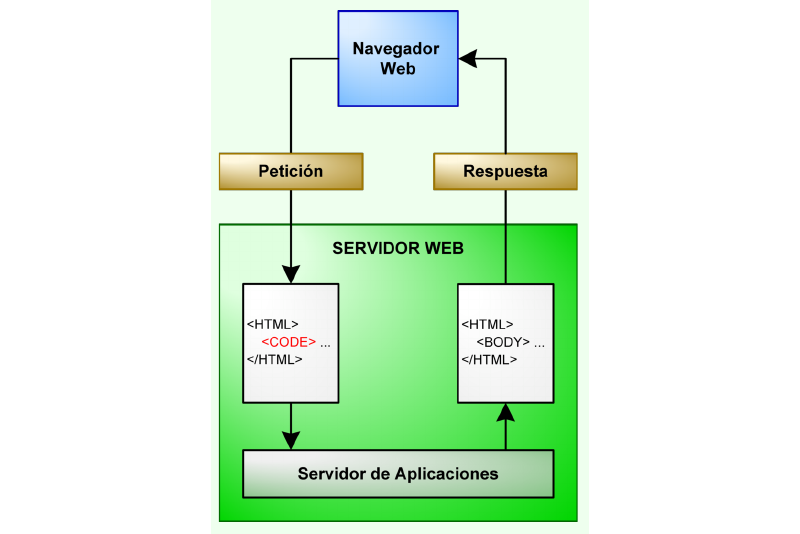 Navegador
Web
Petición
Respuesta
SERVIDOR WEB
<HTML>
<CODE> ...
</HTML>
<HTML>
<BODY> ...
</HTML>
Servidor de Aplicaciones